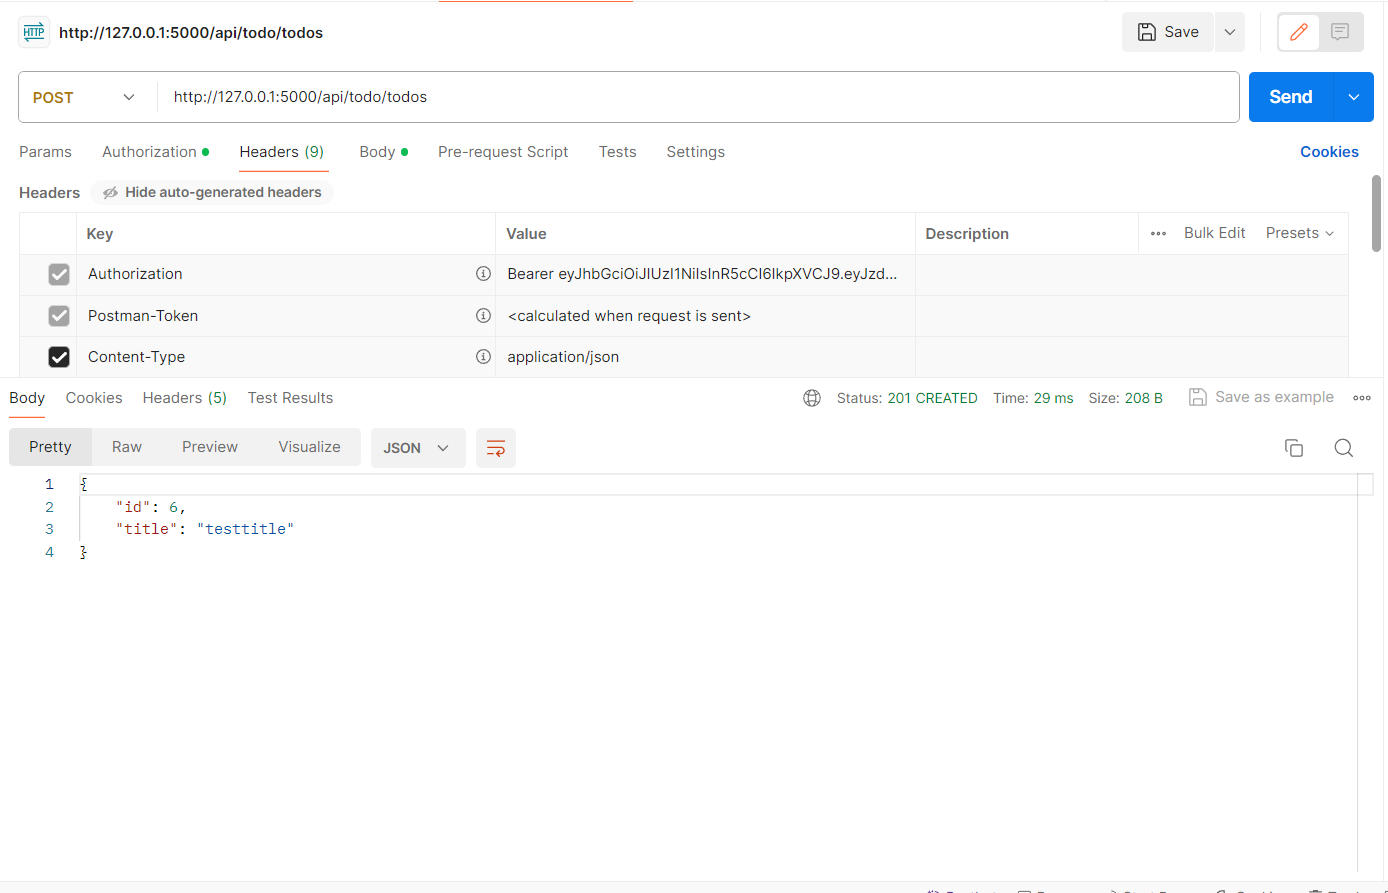 HTTP http://127.0.0.1:5000/api/todo/todos Save
POST http://127.0.0.1:5000/api/todo/todos Send
Params Authorization Headers (9) Body Pre-request Script Tests Settings Cookies
Headers Hide auto-generated headers
Key Value Description Bulk Edit Presets
Authorization Bearer eyJhbGciOiJIUzI1NiIsInR5cCI6IkpXVCJ9.eyJzd...
Postman-Token <calculated when request is sent>
Content-Type application/json
Body Cookies Headers (5) Test Results Status: 201 CREATED Time: 29 ms Size: 208 B Save as example
Pretty Raw Preview Visualize JSON
1 {
2 "id": 6,
3 "title": "testtitle"
4 }